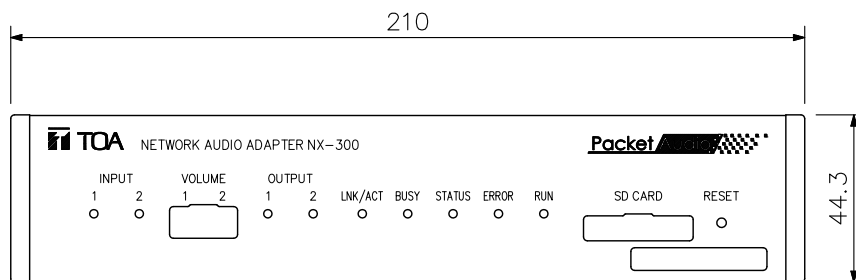 210
TOA NETWORK AUDIO ADAPTER NX-300 Packet Audio
INPUT VOLUME OUTPUT
1 2 1 2 1 2 LNK/ACT BUSY STATUS ERROR RUN SD CARD RESET
44.3